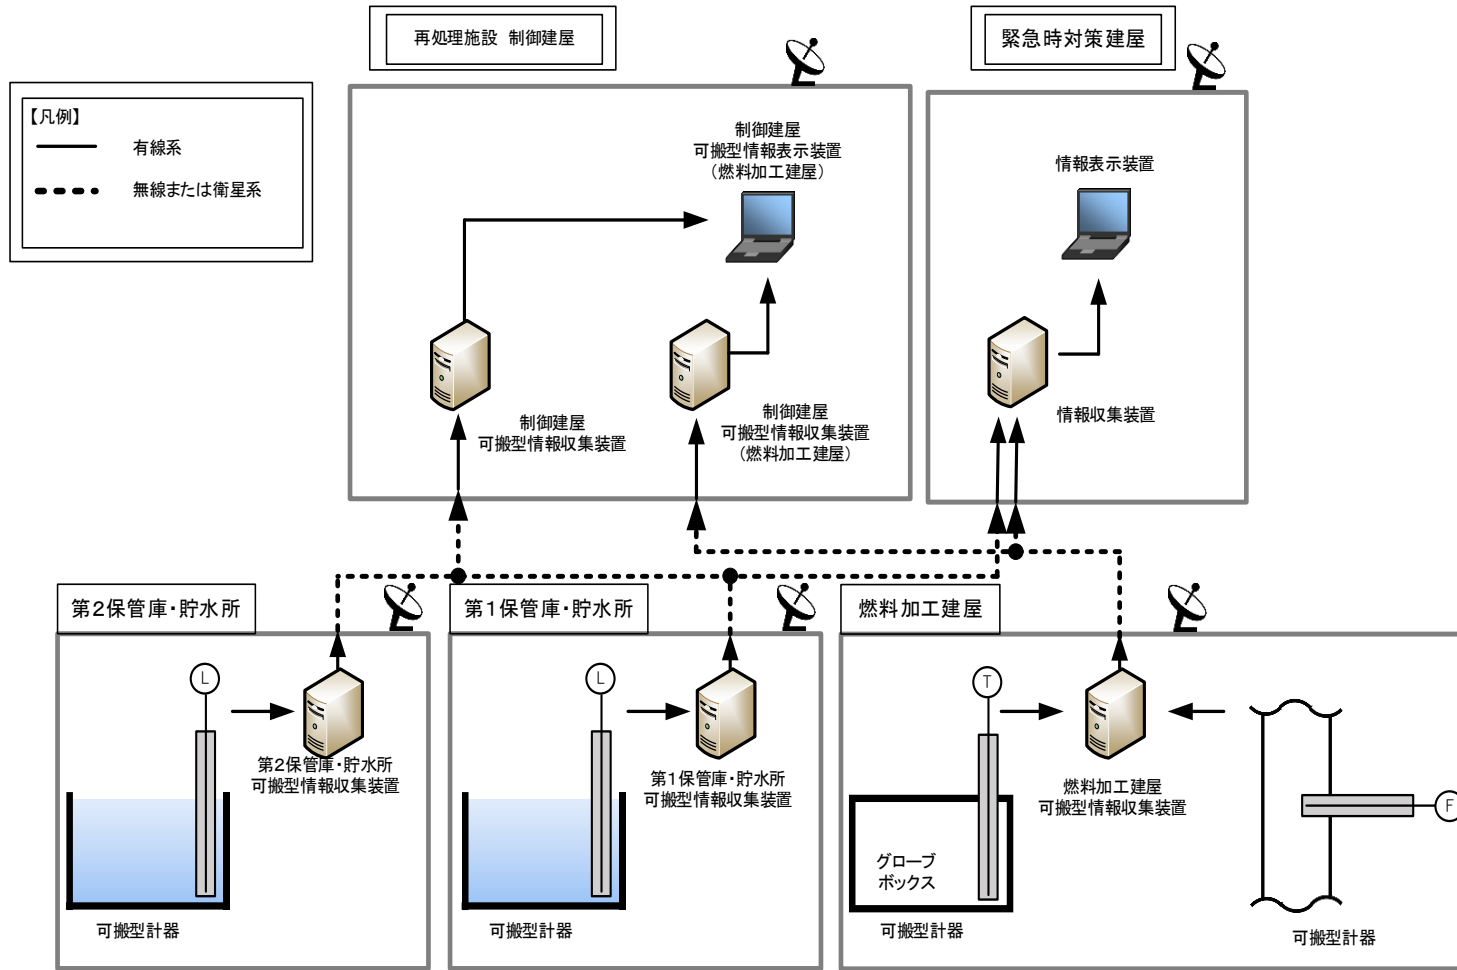 再処理施設 制御建屋
緊急時対策建屋
【凡例】
有線系
無線または衛星系
制御建屋
可搬型情報表示装置
(燃料加工建屋)
情報表示装置
制御建屋
可搬型情報収集装置
制御建屋
可搬型情報収集装置
(燃料加工建屋)
情報収集装置
第2保管庫・貯水所
第1保管庫・貯水所
燃料加工建屋
L
L
T
第2保管庫・貯水所
可搬型情報収集装置
第1保管庫・貯水所
可搬型情報収集装置
燃料加工建屋
可搬型情報収集装置
F
グローブ
ボックス
可搬型計器
可搬型計器
可搬型計器
可搬型計器